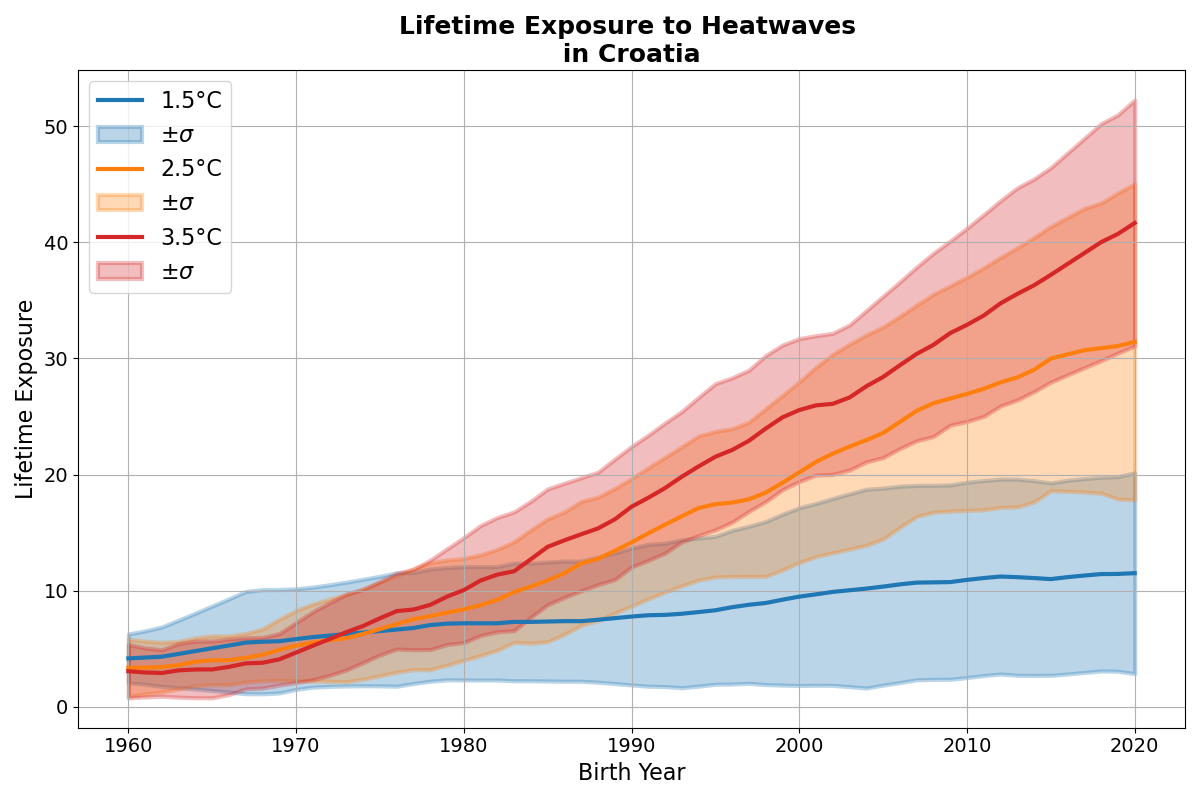 Lifetime Exposure to Heatwaves
in Croatia
1.5°C
±σ
2.5°C
±σ
3.5°C
±σ
Lifetime Exposure
50
40
30
20
10
0
1960
1970
1980
1990
2000
2010
2020
Birth Year